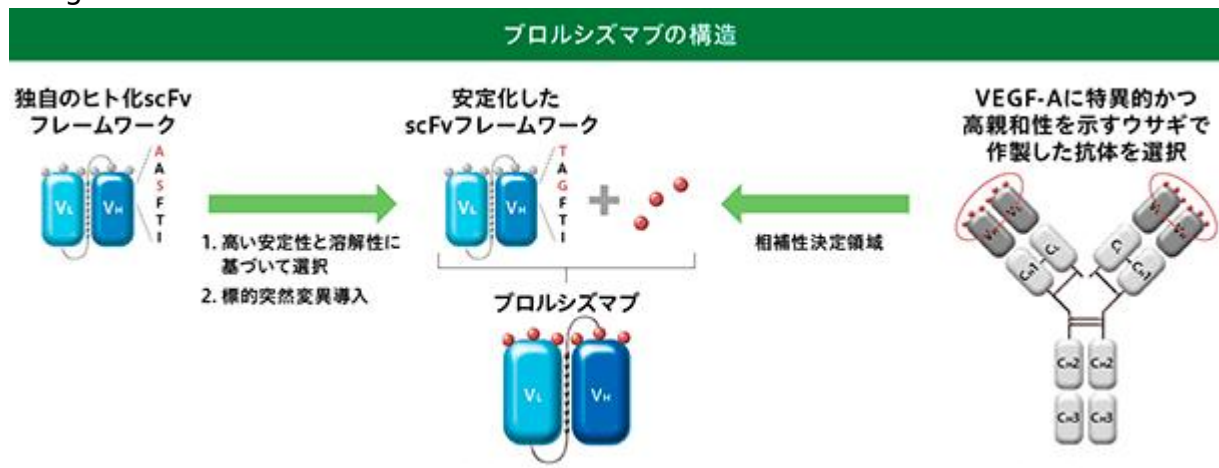 ブロルシズマブの構造
独自のヒト化scFv
フレームワーク
VL
VH
A
A
S
F
T
I
1. 高い安定性と溶解性に
基づいて選択
2. 標的突然変異導入
安定化した
scFvフレームワーク
VL
VH
T
A
G
F
T
I
+
相補性決定領域
VEGF-Aに特異的かつ
高親和性を示すウサギで
作製した抗体を選択
VH
VL
CH1
CL
VL
VH
CL
CH1
CH2
CH2
CH3
CH3
ブロルシズマブ
VL
VH